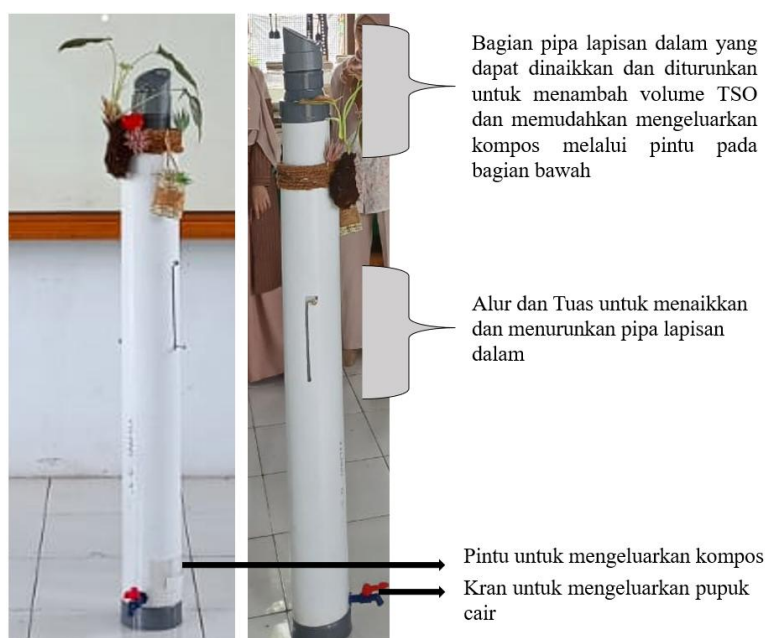 Bagian pipa lapisan dalam yang
dapat dinaikkan dan diturunkan
untuk menambah volume TSO
dan memudahkan mengeluarkan
kompos melalui pintu pada
bagian bawah
Alur dan Tuas untuk menaikkan
dan menurunkan pipa lapisan
dalam
Pintu untuk mengeluarkan kompos
Kran untuk mengeluarkan pupuk
cair